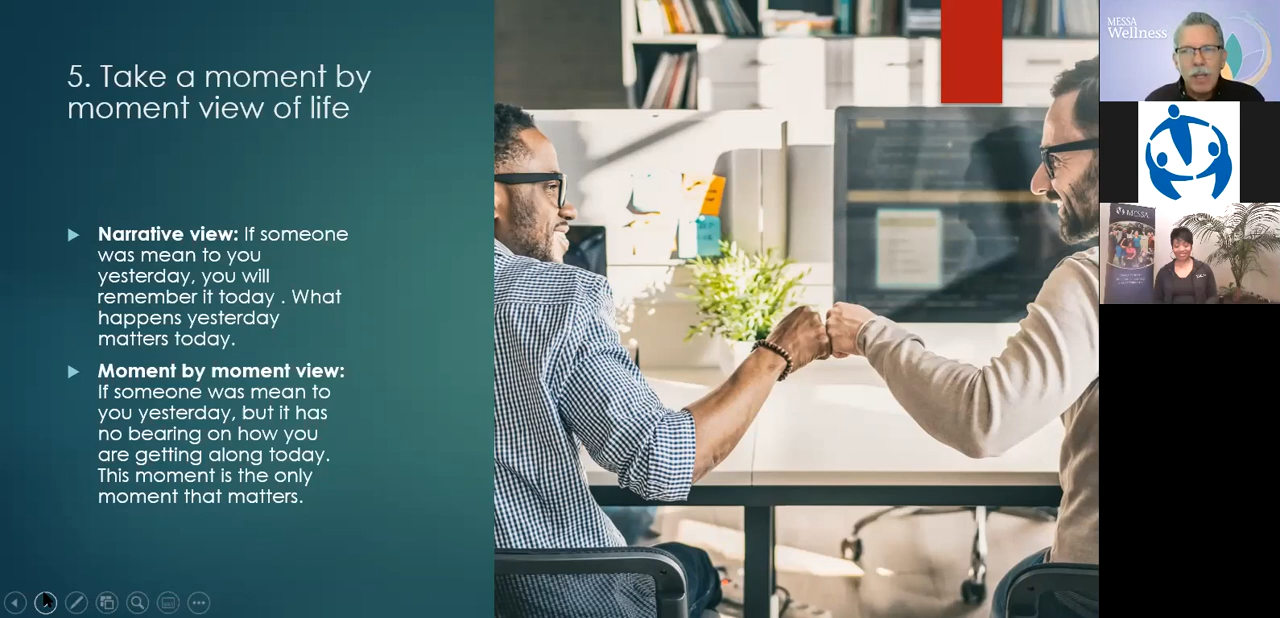 5. Take a moment by
moment view of life
Narrative view: If someone
was mean to you
yesterday, you will
remember it today . What
happens yesterday
matters today.
Moment by moment view:
If someone was mean to
you yesterday, but it has
no bearing on how you
are getting along today.
This moment is the only
moment that matters.
MESSA
Wellness
MESSA